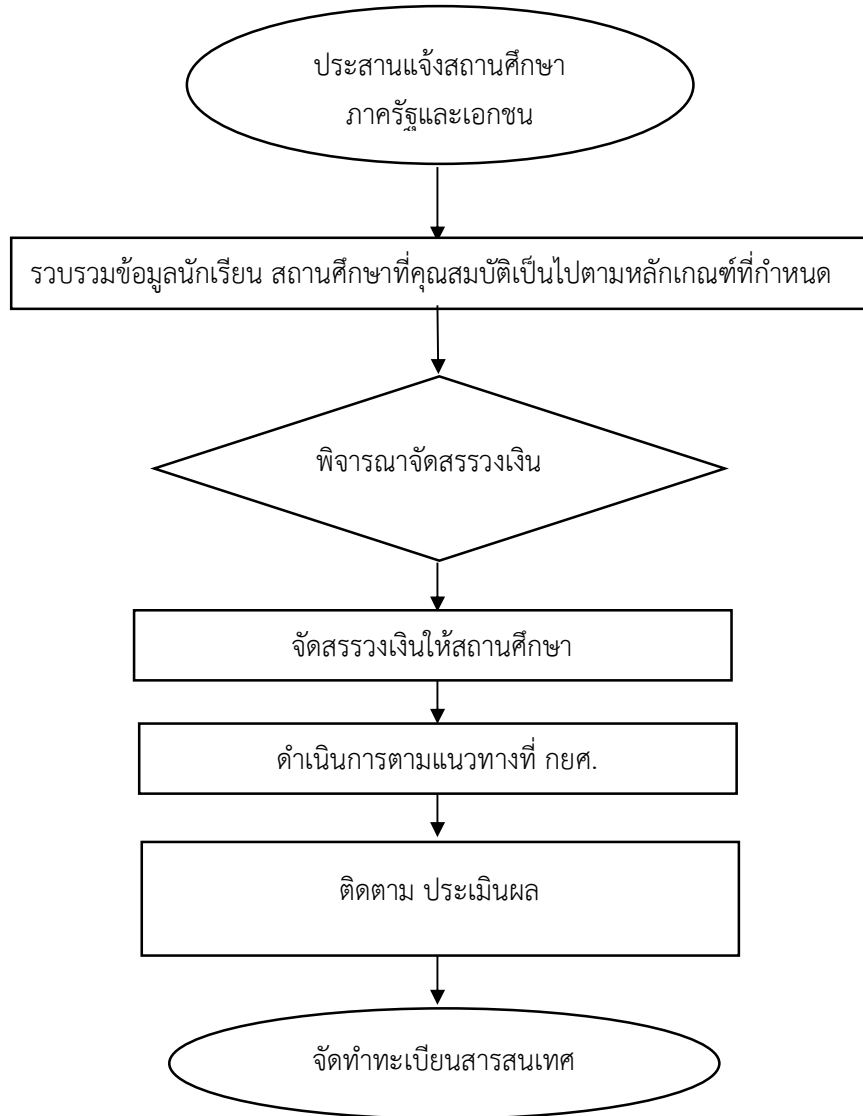 ประสานแจ้งสถานศึกษา
ภาครัฐและเอกชน
รวบรวมข้อมูลนักเรียน สถานศึกษาที่คุณสมบัติเป็นไปตามหลักเกณฑ์ที่กำหนด
พิจารณาจัดสรรวงเงิน
จัดสรรวงเงินให้สถานศึกษา
ดำเนินการตามแนวทางที่ กยศ.
ติดตาม ประเมินผล
จัดทำทะเบียนสารสนเทศ